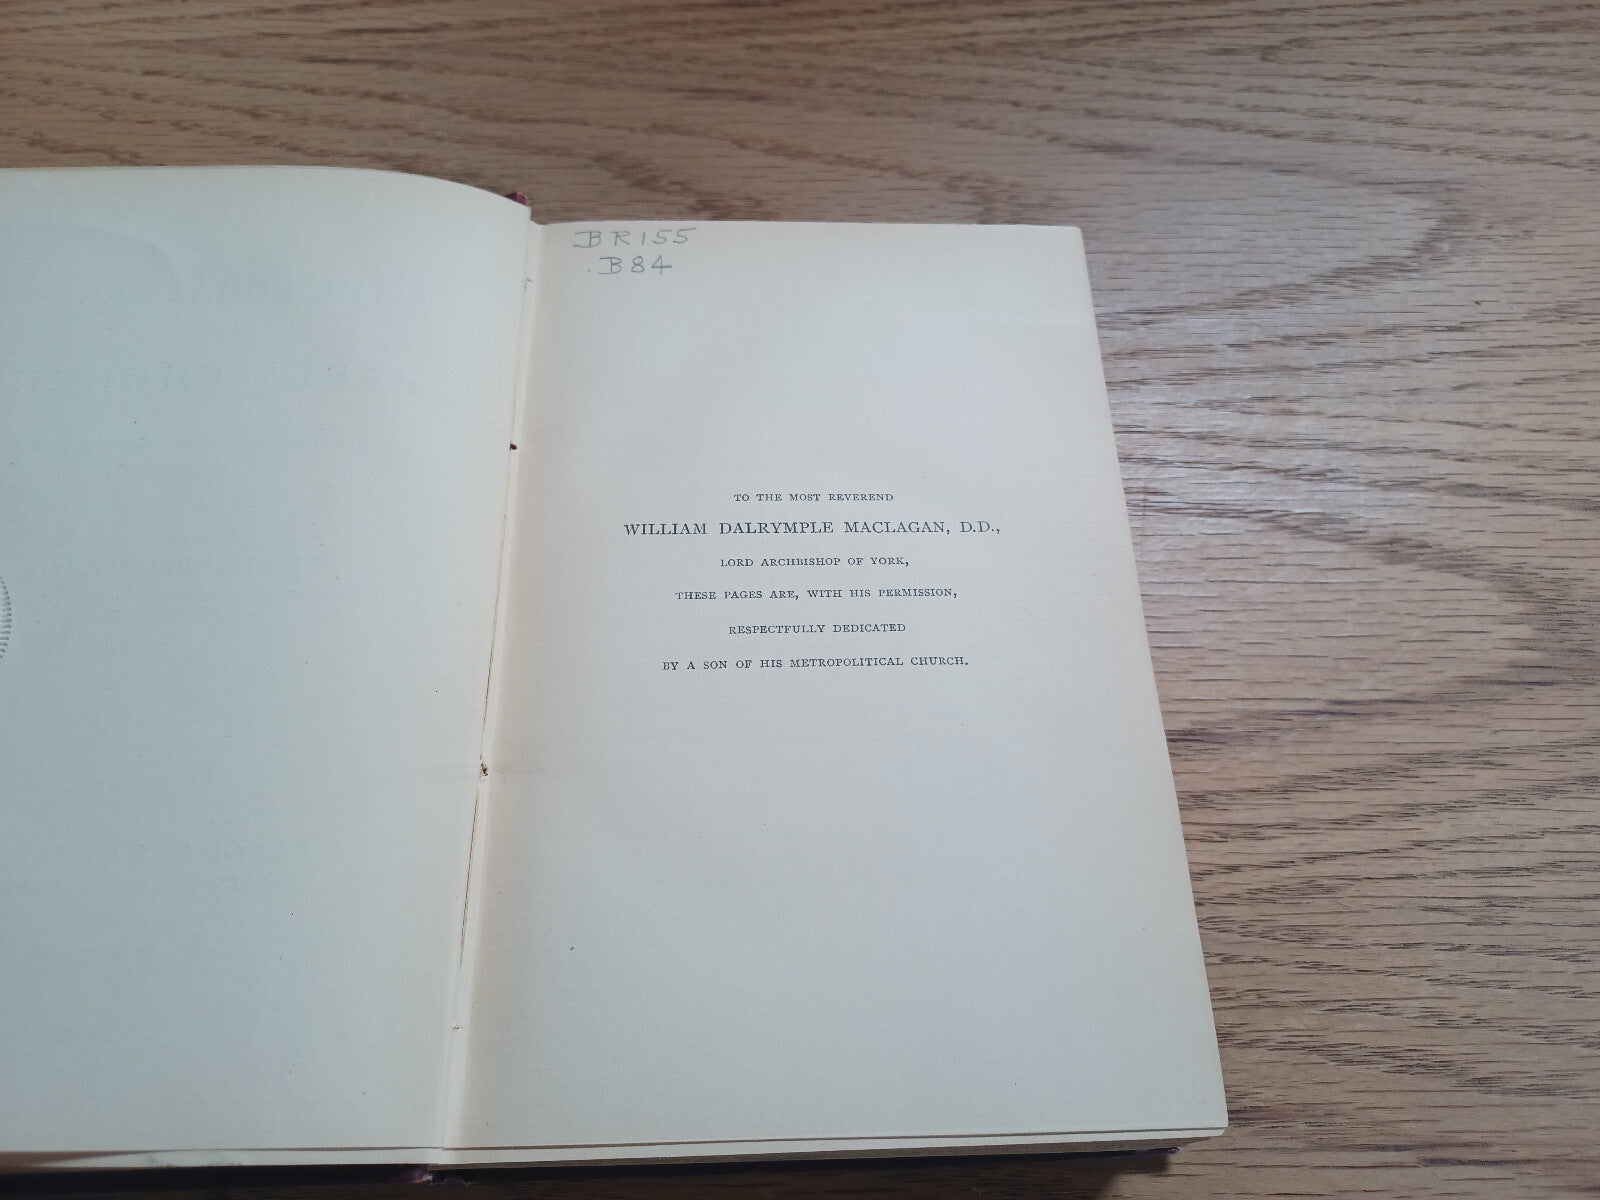 BR155
.B84
TO THE MOST REVEREND
WILLIAM DALRYMPLE MACLAGAN, D.D.,
LORD ARCHBISHOP OF YORK,
THESE PAGES ARE, WITH HIS PERMISSION,
RESPECTFULLY DEDICATED
BY A SON OF HIS METROPOLITICAL CHURCH.